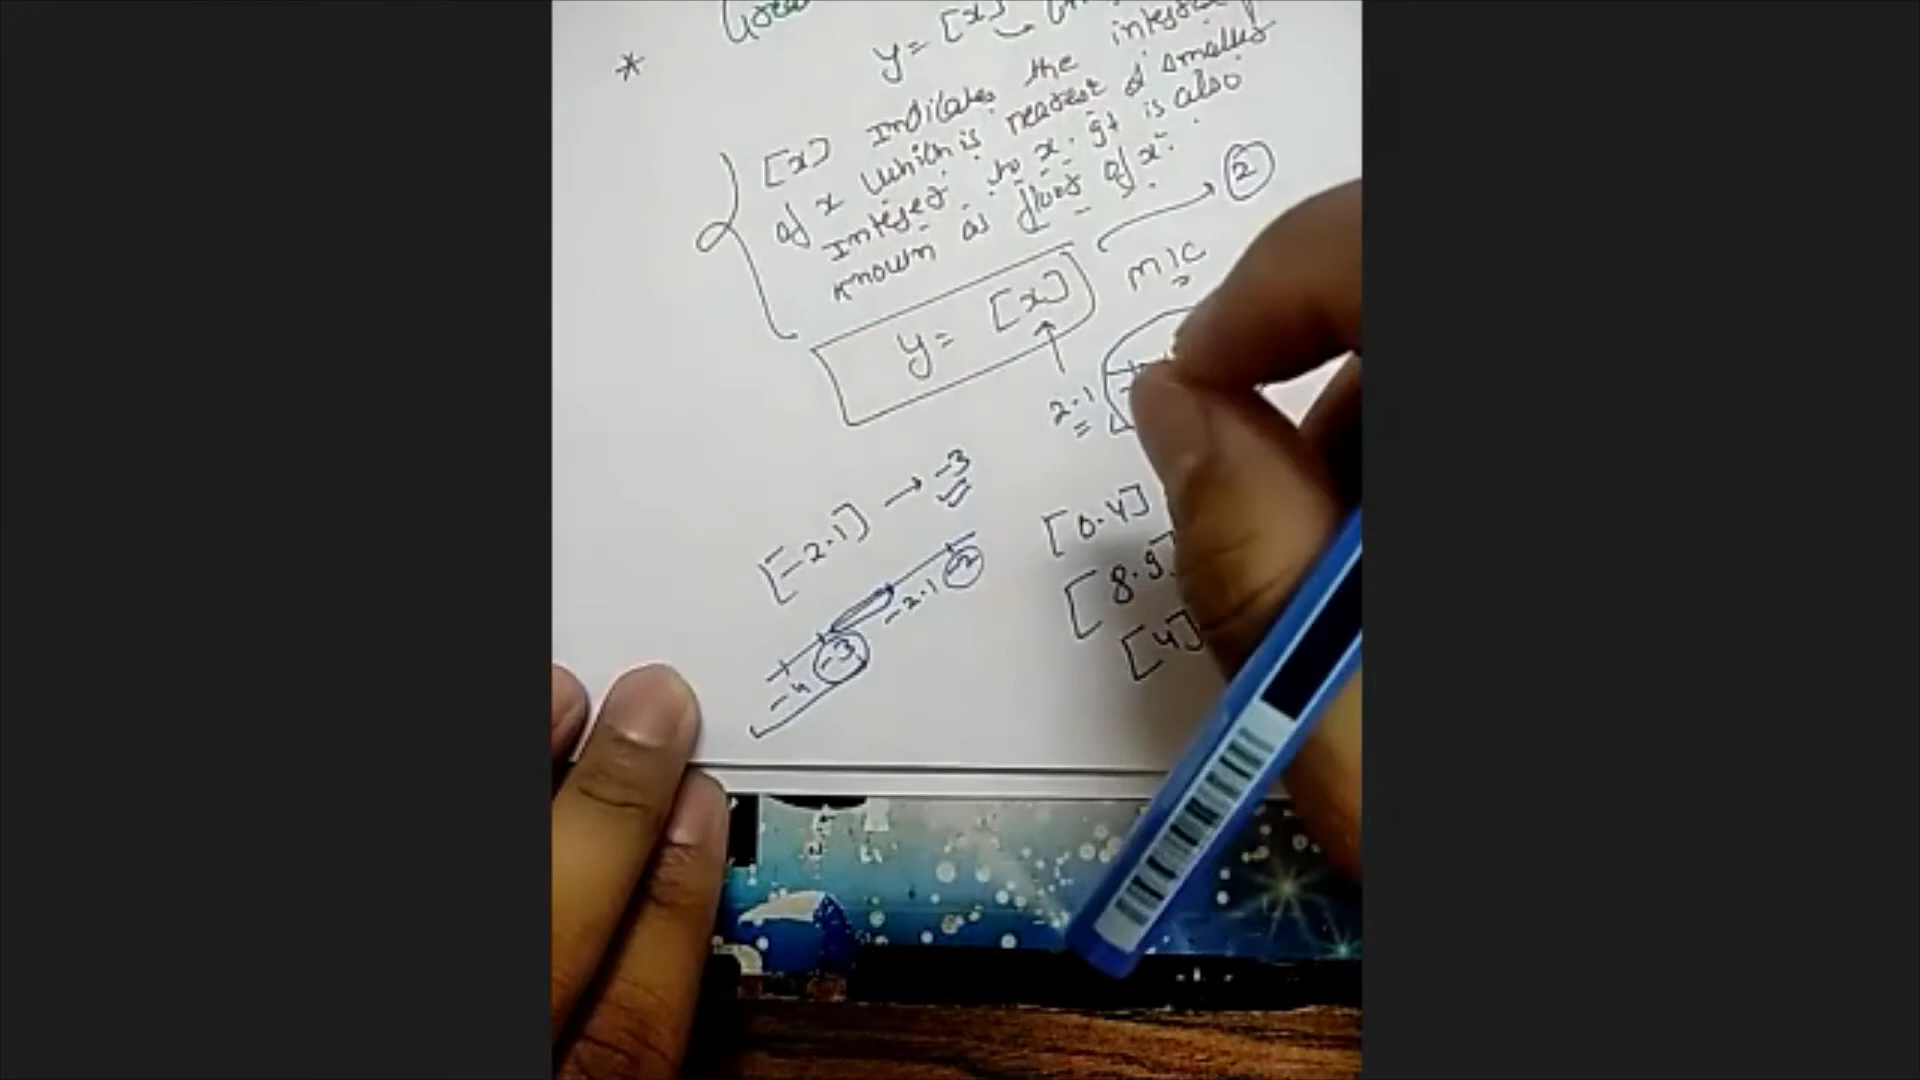 *
y = [x]
[x] Indicates the
of x which is nearest & smallest
Integer to x. It is also
known as floor of x.
y = [x]
2
m/c
2.1
[-2.1] → -3
-4 -3 -2.1 -2
[0.4]
[8.9]
[4]